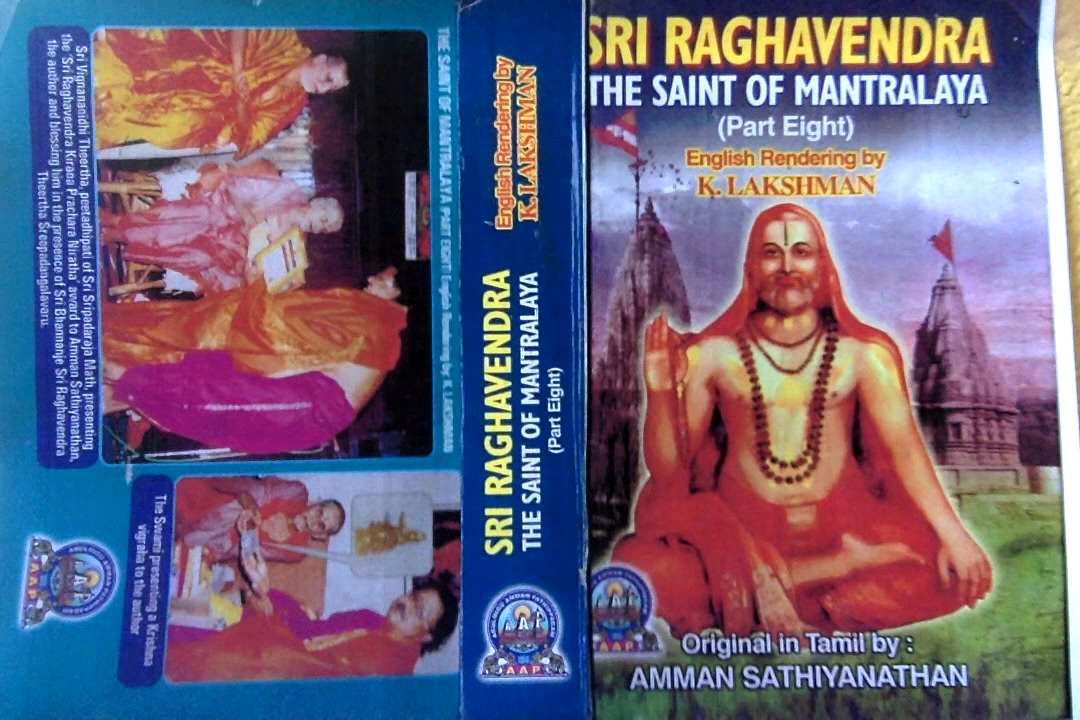 SRI RAGHAVENDRA
THE SAINT OF MANTRALAYA
(Part Eight)
English Rendering by
K. LAKSHMAN
Original in Tamil by :
AMMAN SATHIYANATHAN
English Rendering by
K. LAKSHMAN
SRI RAGHAVENDRA
THE SAINT OF MANTRALAYA
(Part Eight)
AAP
THE SAINT OF MANTRALAYA (PART EIGHT) English Rendering by K. LAKSHMAN
Sri Vignananidhi Theertha, peetadhipati of Sri Sripadaraja Math, presenting
the 'Sri Raghavendra Kirana Prachara Niratha' award to Amman Sathiyanathan,
the author and blessing him in the presence of Sri Bhannanje Sri Raghavendra
Theertha Sreepadangalavaru.
The Swami presenting a Krishna
vigraha to the author
AAP